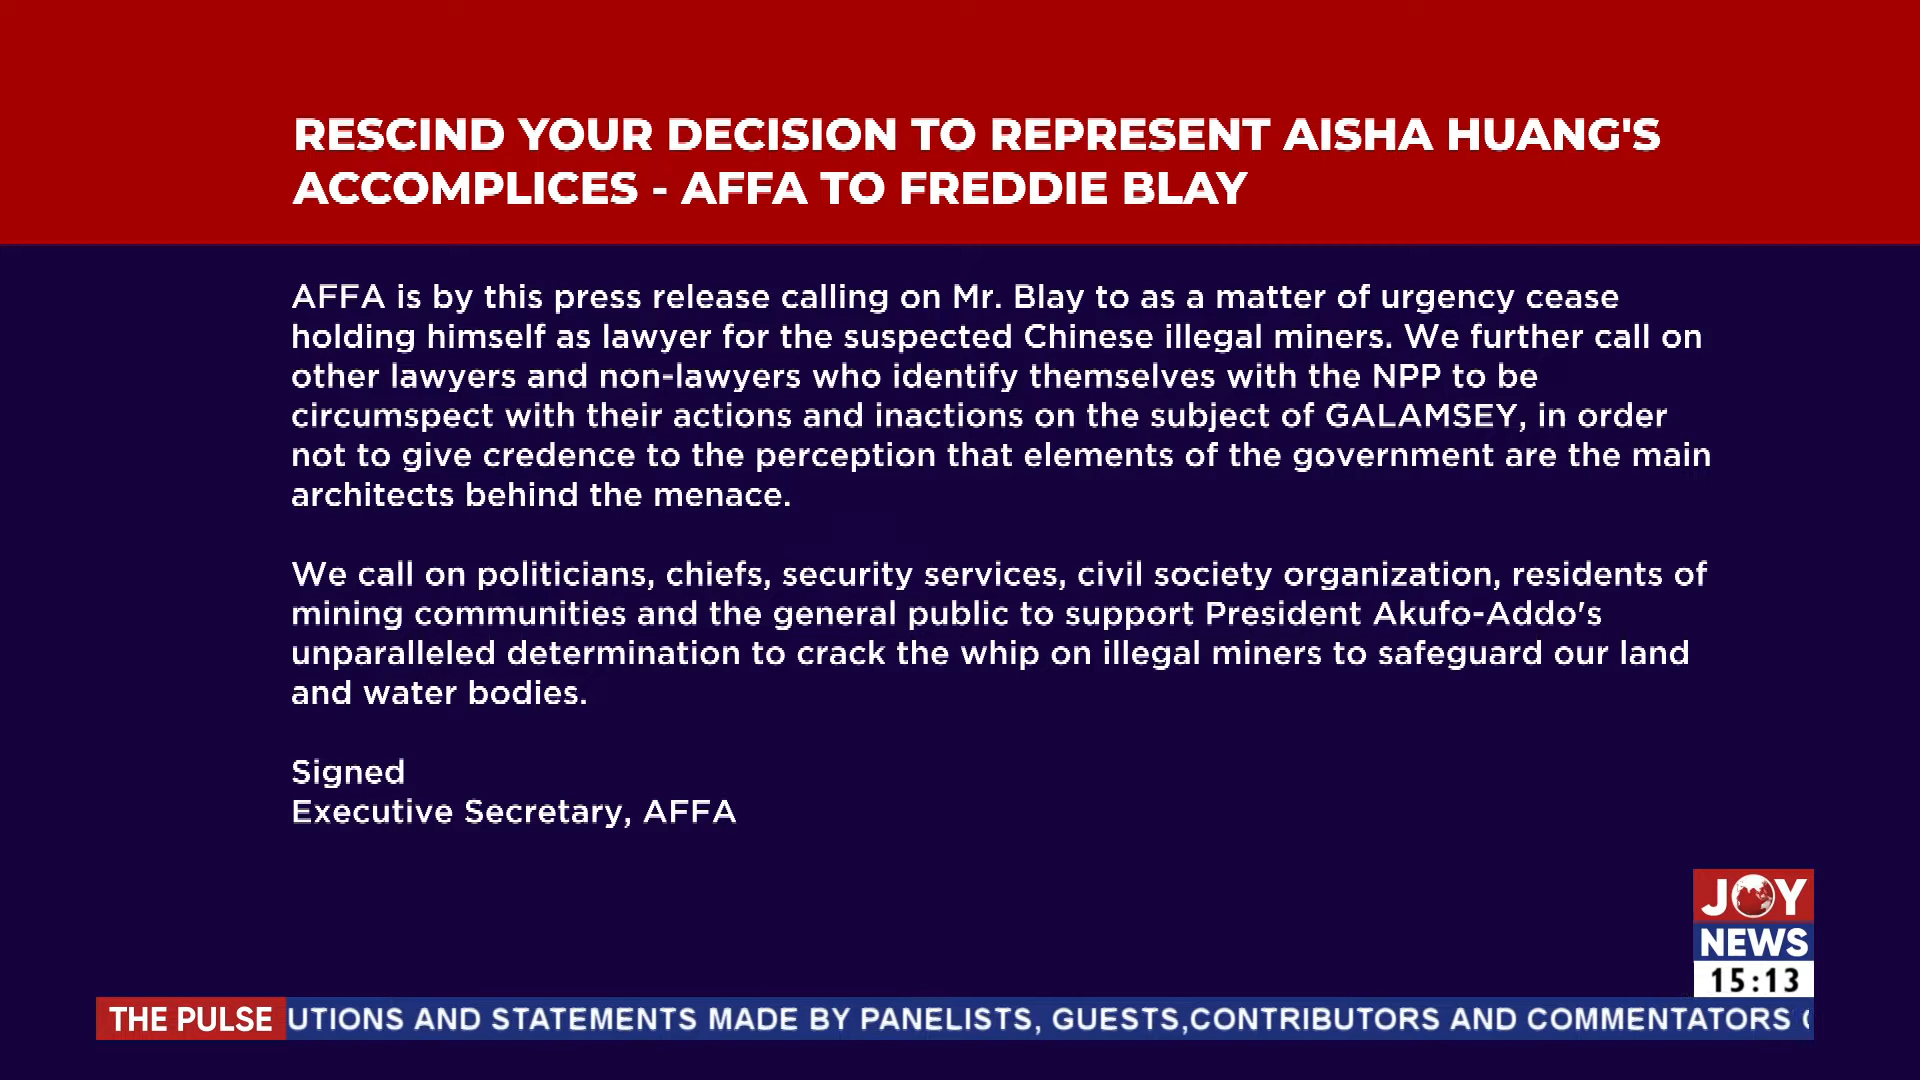 RESCIND YOUR DECISION TO REPRESENT AISHA HUANG'S
ACCOMPLICES - AFFA TO FREDDIE BLAY
AFFA is by this press release calling on Mr. Blay to as a matter of urgency cease
holding himself as lawyer for the suspected Chinese illegal miners. We further call on
other lawyers and non-lawyers who identify themselves with the NPP to be
circumspect with their actions and inactions on the subject of GALAMSEY, in order
not to give credence to the perception that elements of the government are the main
architects behind the menace.
We call on politicians, chiefs, security services, civil society organization, residents of
mining communities and the general public to support President Akufo-Addo's
unparalleled determination to crack the whip on illegal miners to safeguard our land
and water bodies.
Signed
Executive Secretary, AFFA
JOY
NEWS
15:13
THE PULSE
UTIONS AND STATEMENTS MADE BY PANELISTS, GUESTS,CONTRIBUTORS AND COMMENTATORS